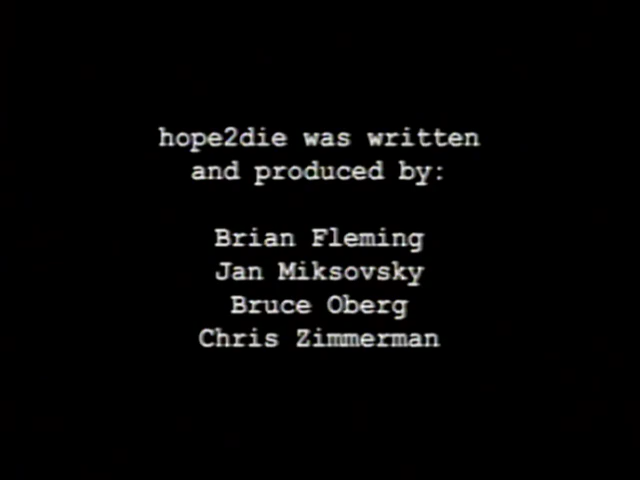 hope2die was written
and produced by:
Brian Fleming
Jan Miksovsky
Bruce Oberg
Chris Zimmerman